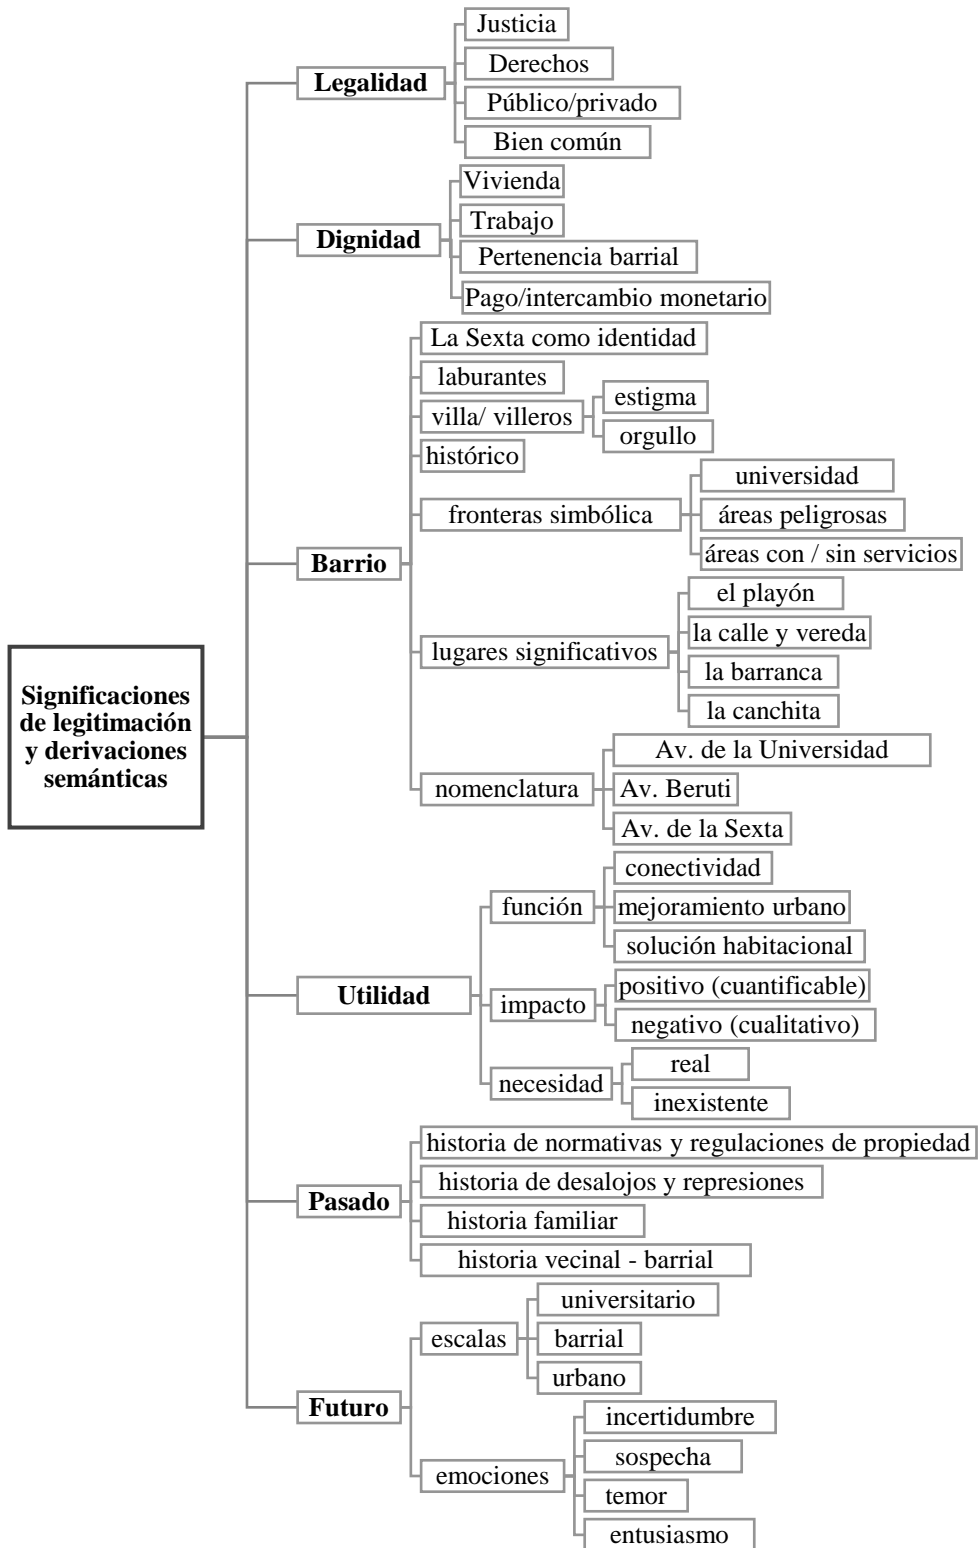 Significaciones
de legitimación
y derivaciones
semánticas
Legalidad
Justicia
Derechos
Público/privado
Bien común
Dignidad
Vivienda
Trabajo
Pertenencia barrial
Pago/intercambio monetario
Barrio
La Sexta como identidad
laburantes
villa/ villeros
estigma
orgullo
histórico
fronteras simbólica
universidad
áreas peligrosas
áreas con / sin servicios
lugares significativos
el playón
la calle y vereda
la barranca
la canchita
nomenclatura
Av. de la Universidad
Av. Beruti
Av. de la Sexta
Utilidad
función
conectividad
mejoramiento urbano
solución habitacional
impacto
positivo (cuantificable)
negativo (cualitativo)
necesidad
real
inexistente
Pasado
historia de normativas y regulaciones de propiedad
historia de desalojos y represiones
historia familiar
historia vecinal - barrial
Futuro
escalas
universitario
barrial
urbano
emociones
incertidumbre
sospecha
temor
entusiasmo